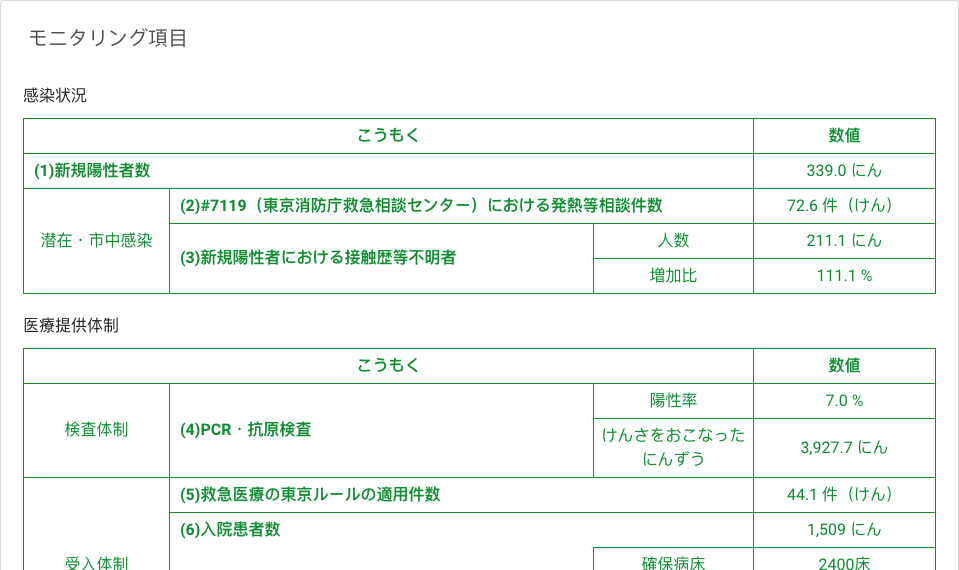 モニタリング項目
感染状況
こうもく 数値
(1)新規陽性者数 339.0 にん
潜在・市中感染
(2)#7119（東京消防庁救急相談センター）における発熱等相談件数 72.6 件（けん）
(3)新規陽性者における接触歴等不明者
人数 211.1 にん
増加比 111.1 %
医療提供体制
こうもく 数値
検査体制
(4)PCR・抗原検査
陽性率 7.0 %
けんさをおこなった
にんずう
3,927.7 にん
受入体制
(5)救急医療の東京ルールの適用件数 44.1 件（けん）
(6)入院患者数 1,509 にん
確保病床 2400床